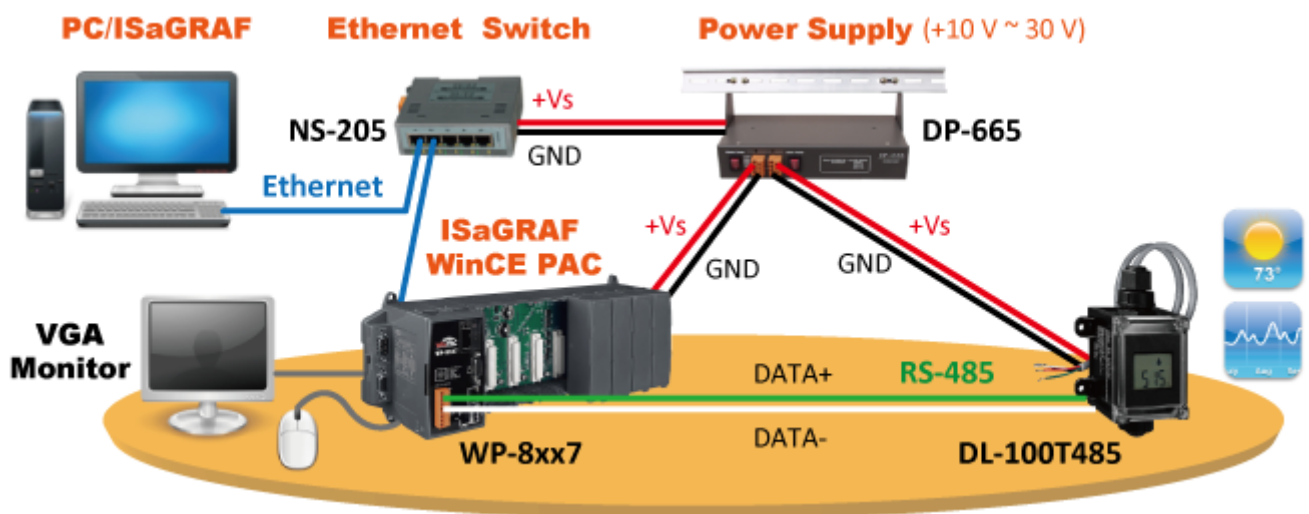 PC/ISaGRAF
Ethernet Switch
Power Supply (+10 V ~ 30 V)
NS-205
+Vs
GND
DP-665
Ethernet
ISaGRAF
WinCE PAC
+Vs
GND
+Vs
GND
73°
VGA
Monitor
DATA+
RS-485
DATA-
WP-8xx7
DL-100T485